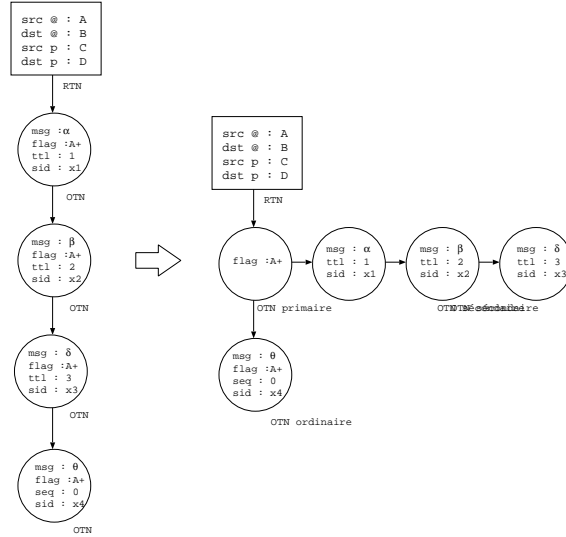 src @ : A
dst @ : B
src p : C
dst p : D
RTN
msg :α
flag :A+
ttl : 1
sid : x1
OTN
msg : β
flag :A+
ttl : 2
sid : x2
OTN
msg : δ
flag :A+
ttl : 3
sid : x3
OTN
msg : θ
flag :A+
seq : 0
sid : x4
OTN
src @ : A
dst @ : B
src p : C
dst p : D
RTN
flag :A+
OTN primaire
msg : α
ttl : 1
sid : x1
msg : β
ttl : 2
sid : x2
msg : δ
ttl : 3
sid : x3
OTN
msg : θ
flag :A+
seq : 0
sid : x4
OTN ordinaire